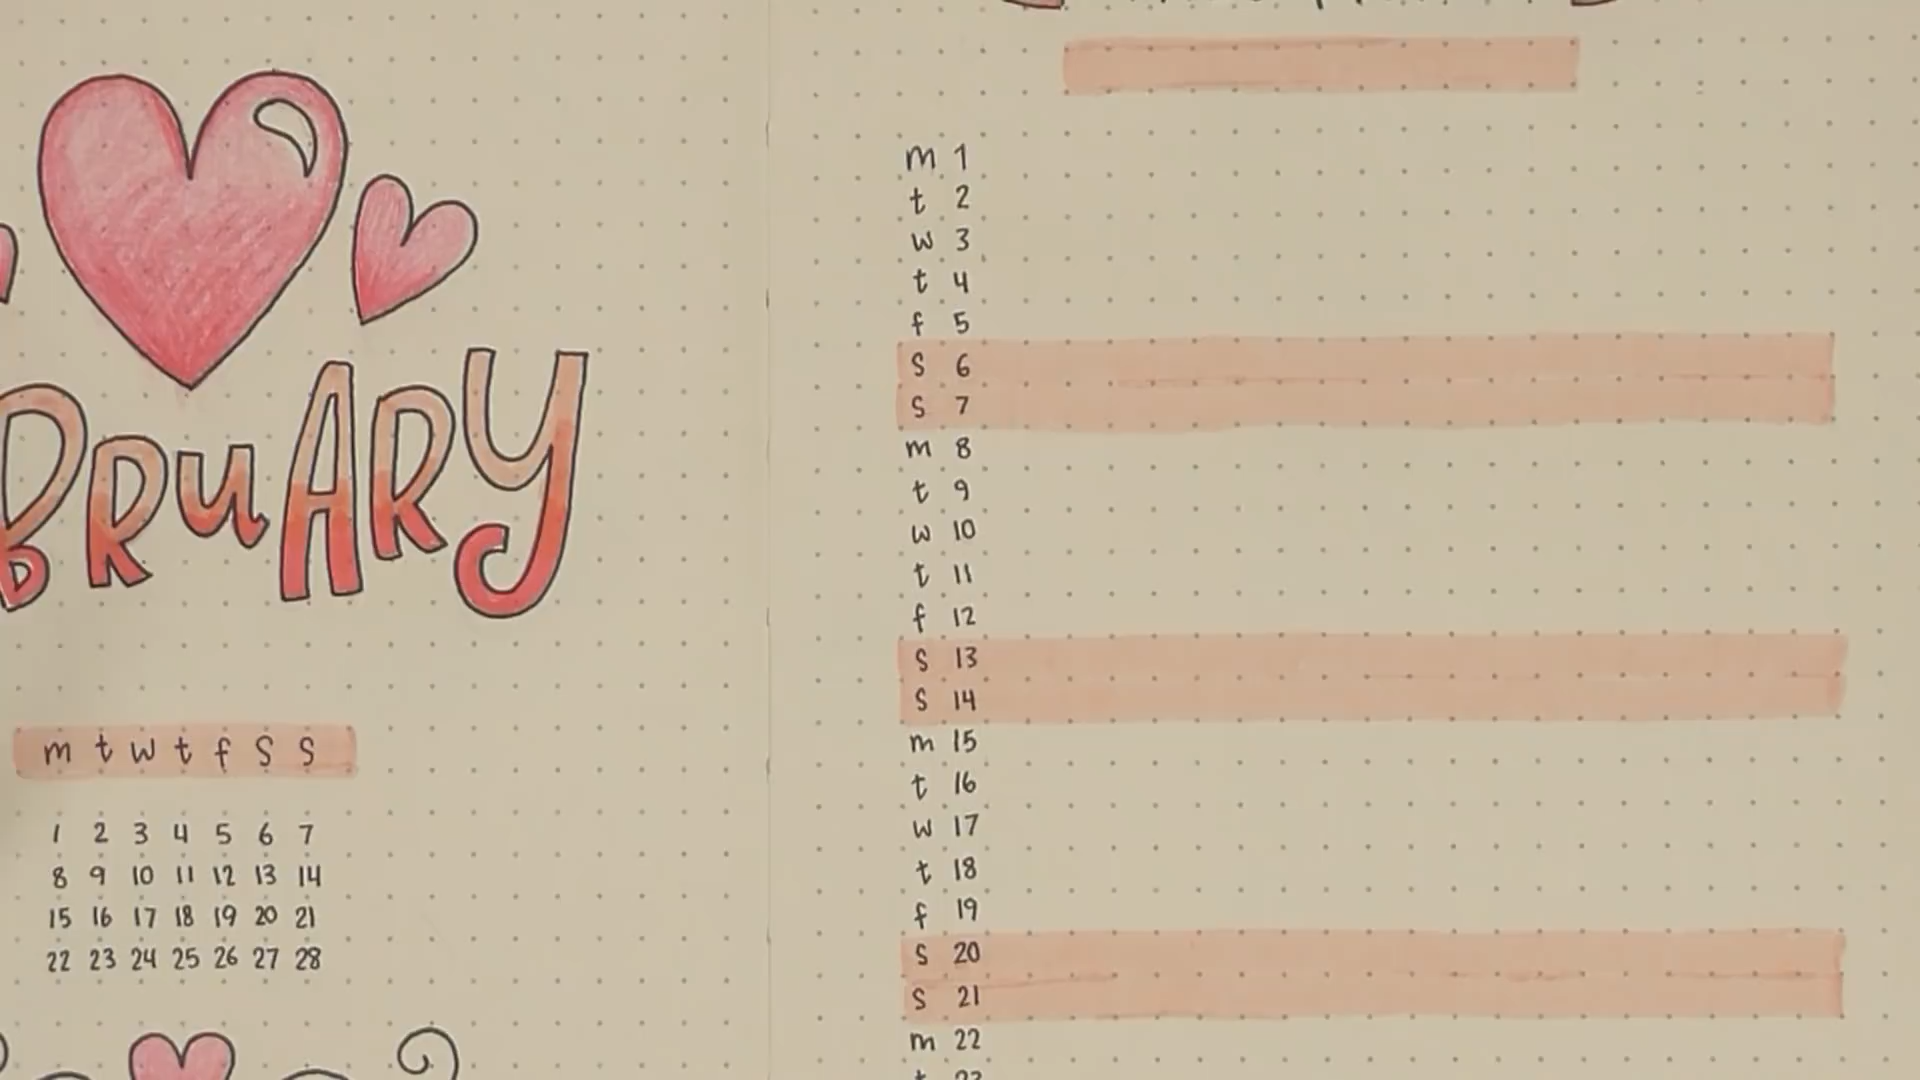 BRUARY
m t w t f s s
1 2 3 4 5 6 7
8 9 10 11 12 13 14
15 16 17 18 19 20 21
22 23 24 25 26 27 28
m 1
t 2
w 3
t 4
f 5
s 6
s 7
m 8
t 9
w 10
t 11
f 12
s 13
s 14
m 15
t 16
w 17
t 18
f 19
s 20
s 21
m 22
t 23